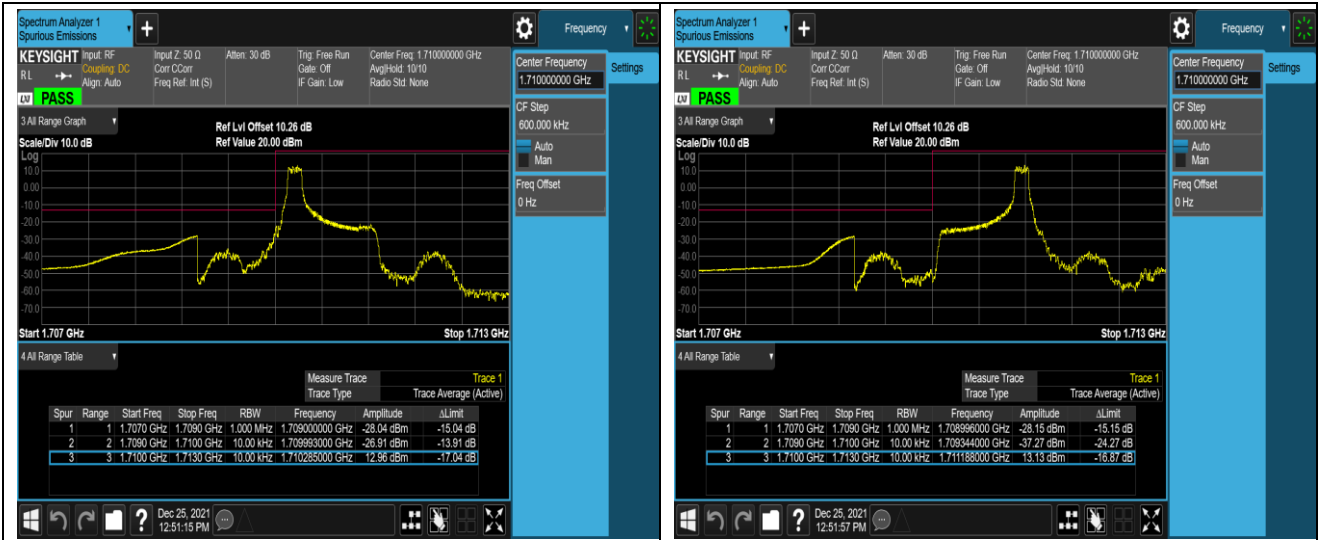 Spectrum Analyzer 1
Spurious Emissions
+
Frequency
KEYSIGHT Input: RF Input Z: 50 Ω Atten: 30 dB Trig: Free Run Center Freq: 1.710000000 GHz
RL Coupling: DC Corr CCorr Gate: Off Avg|Hold: 10/10
Align: Auto Freq Ref: Int (S) IF Gain: Low Radio Std: None
LXI PASS
Center Frequency
1.710000000 GHz
Settings
CF Step
600.000 kHz
Auto
Man
Freq Offset
0 Hz
3 All Range Graph
Ref Lvl Offset 10.26 dB
Scale/Div 10.0 dB Ref Value 20.00 dBm
Log
10.0
0.00
-10.0
-20.0
-30.0
-40.0
-50.0
-60.0
-70.0
Start 1.707 GHz Stop 1.713 GHz
4 All Range Table
Measure Trace Trace 1
Trace Type Trace Average (Active)
Spur Range Start Freq Stop Freq RBW Frequency Amplitude ΔLimit
1 1 1.7070 GHz 1.7090 GHz 1.000 MHz 1.709000000 GHz -28.04 dBm -15.04 dB
2 2 1.7090 GHz 1.7100 GHz 10.00 kHz 1.709993000 GHz -26.91 dBm -13.91 dB
3 3 1.7100 GHz 1.7130 GHz 10.00 kHz 1.710285000 GHz 12.96 dBm -17.04 dB
?
Dec 25, 2021
12:51:15 PM
Spectrum Analyzer 1
Spurious Emissions
+
Frequency
KEYSIGHT Input: RF Input Z: 50 Ω Atten: 30 dB Trig: Free Run Center Freq: 1.710000000 GHz
RL Coupling: DC Corr CCorr Gate: Off Avg|Hold: 10/10
Align: Auto Freq Ref: Int (S) IF Gain: Low Radio Std: None
LXI PASS
Center Frequency
1.710000000 GHz
Settings
CF Step
600.000 kHz
Auto
Man
Freq Offset
0 Hz
3 All Range Graph
Ref Lvl Offset 10.26 dB
Scale/Div 10.0 dB Ref Value 20.00 dBm
Log
10.0
0.00
-10.0
-20.0
-30.0
-40.0
-50.0
-60.0
-70.0
Start 1.707 GHz Stop 1.713 GHz
4 All Range Table
Measure Trace Trace 1
Trace Type Trace Average (Active)
Spur Range Start Freq Stop Freq RBW Frequency Amplitude ΔLimit
1 1 1.7070 GHz 1.7090 GHz 1.000 MHz 1.708996000 GHz -28.15 dBm -15.15 dB
2 2 1.7090 GHz 1.7100 GHz 10.00 kHz 1.709344000 GHz -37.27 dBm -24.27 dB
3 3 1.7100 GHz 1.7130 GHz 10.00 kHz 1.711188000 GHz 13.13 dBm -16.87 dB
?
Dec 25, 2021
12:51:57 PM